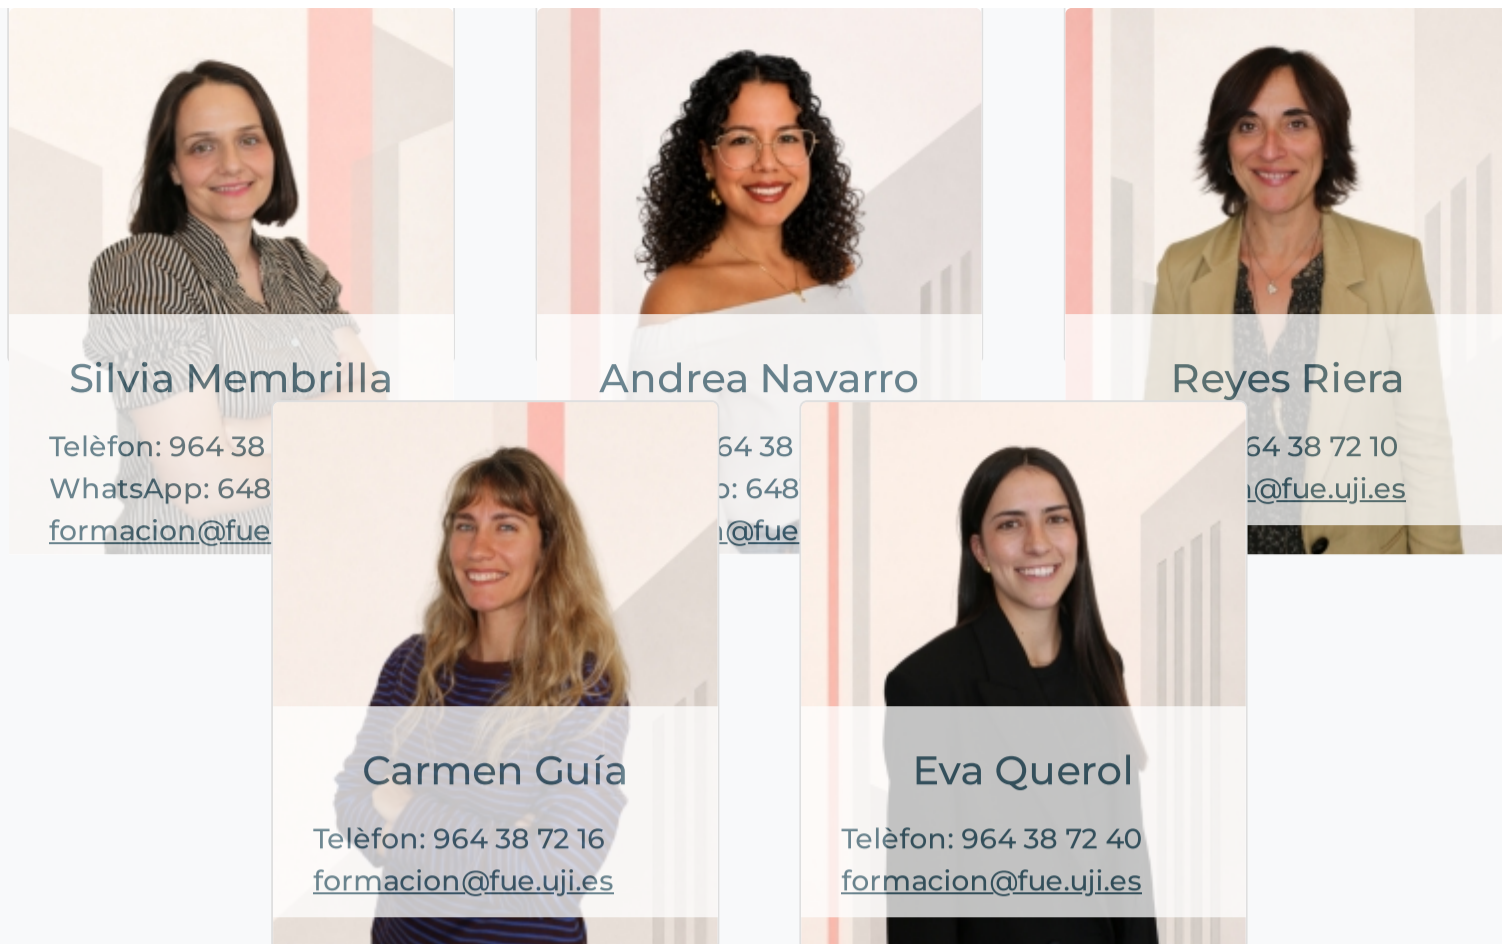 Silvia Membrilla
Telèfon: 964 38
WhatsApp: 648
formacion@fue
Andrea Navarro
64 38
p: 648
n@fue
Reyes Riera
64 38 72 10
n@fue.uji.es
Carmen Guía
Telèfon: 964 38 72 16
formacion@fue.uji.es
Eva Querol
Telèfon: 964 38 72 40
formacion@fue.uji.es